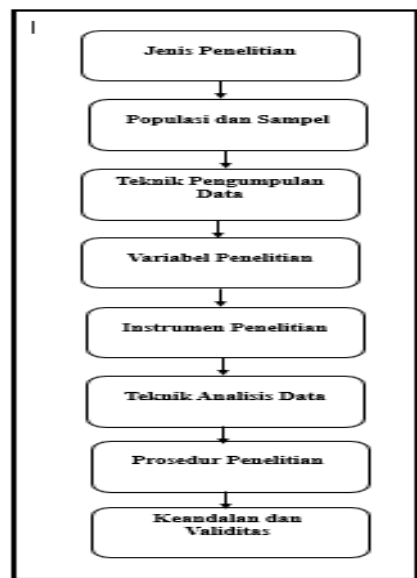 Jenis Penelitian
Populasi dan Sampel
Teknik Pengumpulan
Data
Variabel Penelitian
Instrumen Penelitian
Teknik Analisis Data
Prosedur Penelitian
Keandalan dan
Validitas